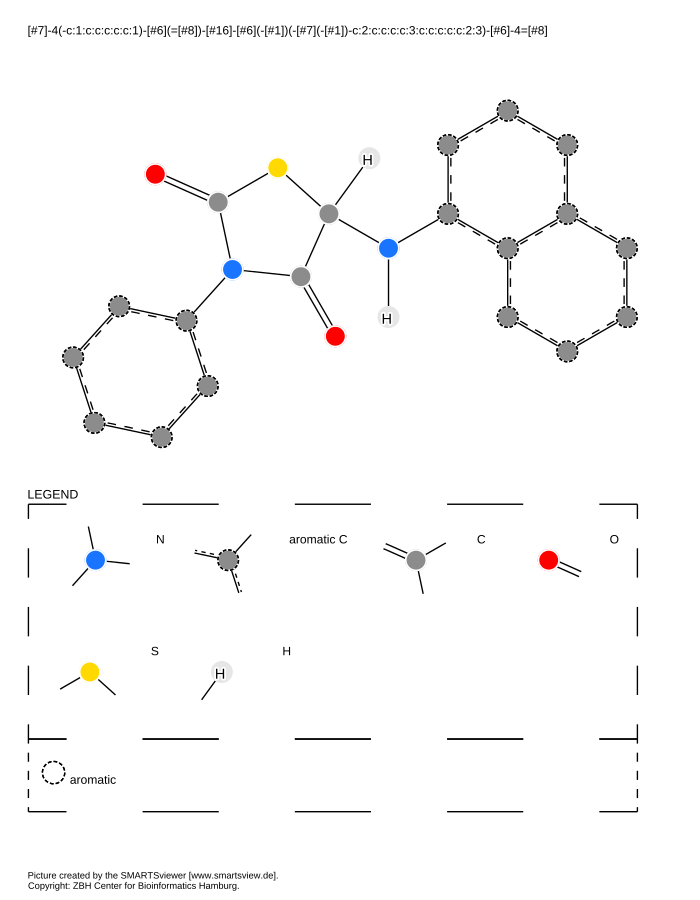 [#7]-4(-c:1:c:c:c:c:c:1)-[#6](=[#8])-[#16]-[#6](-[#1])(-[#7](-[#1])-c:2:c:c:c:c:3:c:c:c:c:c:2:3)-[#6]-4=[#8]
H
H
LEGEND
N aromatic C C O
S H H
aromatic
Picture created by the SMARTSviewer [www.smartsview.de].
Copyright: ZBH Center for Bioinformatics Hamburg.